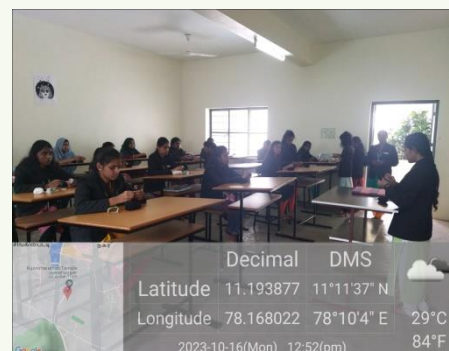 Decimal DMS
Latitude 11.193877 11°11'37" N
Longitude 78.168022 78°10'4" E 29°C
2023-10-16(Mon) 12:52(pm) 84°F
Google